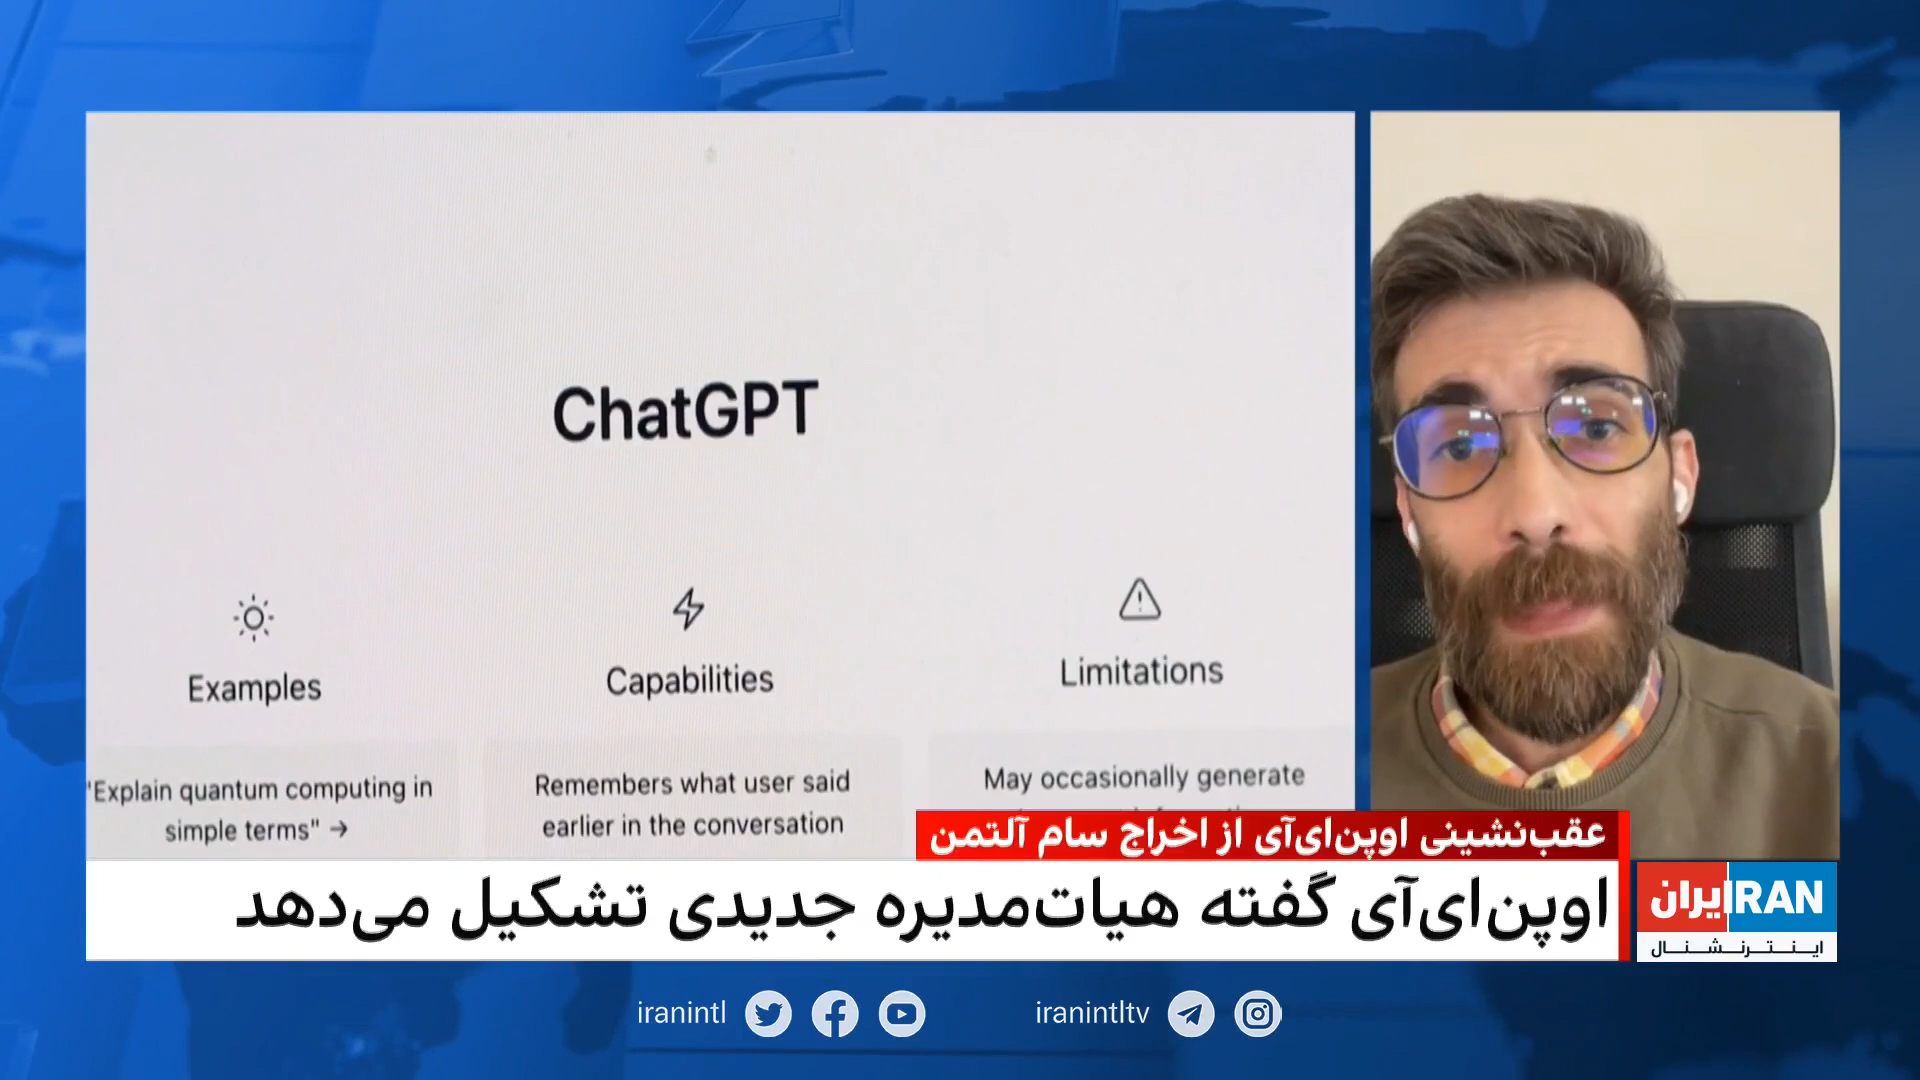 ChatGPT
Examples
Capabilities
Limitations
"Explain quantum computing in
simple terms" →
Remembers what user said
earlier in the conversation
May occasionally generate
عقب‌نشینی اوپن‌ای‌آی از اخراج سام آلتمن
اوپن‌ای‌آی گفته هیات‌مدیره جدیدی تشکیل می‌دهد
ایران IRAN
اینترنشنال
iranintl
iranintltv